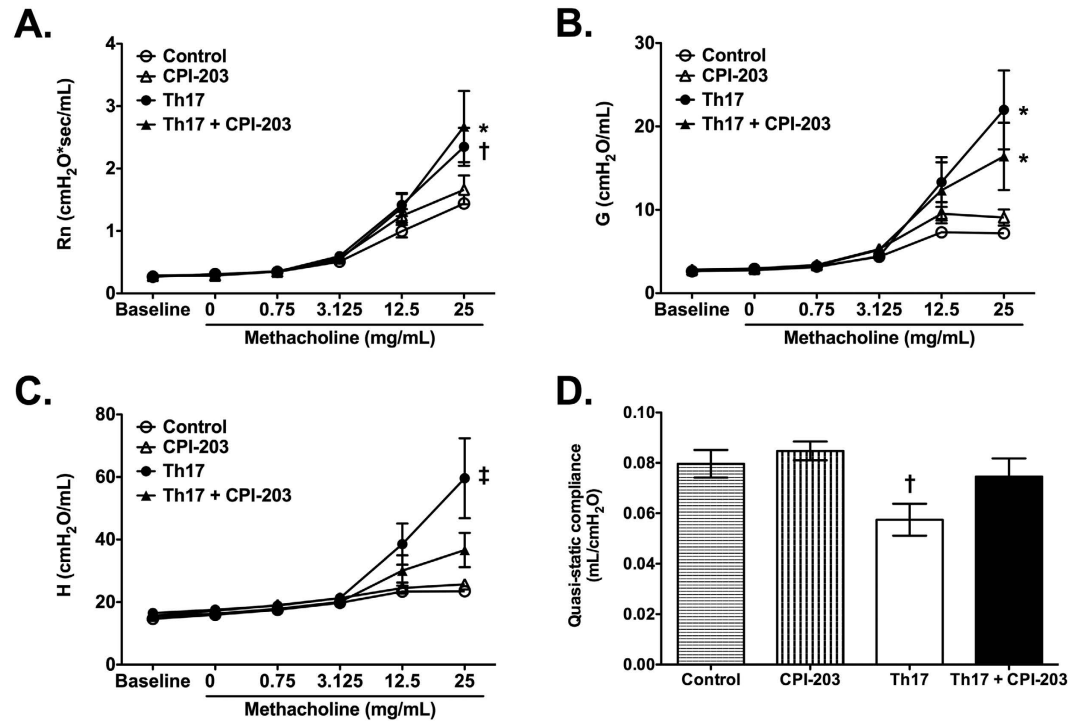 A.
Rn (cmH2O*sec/mL)
4
3
2
1
0
Control
CPI-203
Th17
Th17 + CPI-203
*
†
Baseline 0 0.75 3.125 12.5 25
Methacholine (mg/mL)
B.
G (cmH2O/mL)
30
20
10
0
Control
CPI-203
Th17
Th17 + CPI-203
*
*
Baseline 0 0.75 3.125 12.5 25
Methacholine (mg/mL)
C.
H (cmH2O/mL)
80
60
40
20
0
Control
CPI-203
Th17
Th17 + CPI-203
‡
Baseline 0 0.75 3.125 12.5 25
Methacholine (mg/mL)
D.
Quasi-static compliance
(mL/cmH2O)
0.10
0.08
0.06
0.04
0.02
0.00
†
Control CPI-203 Th17 Th17 + CPI-203